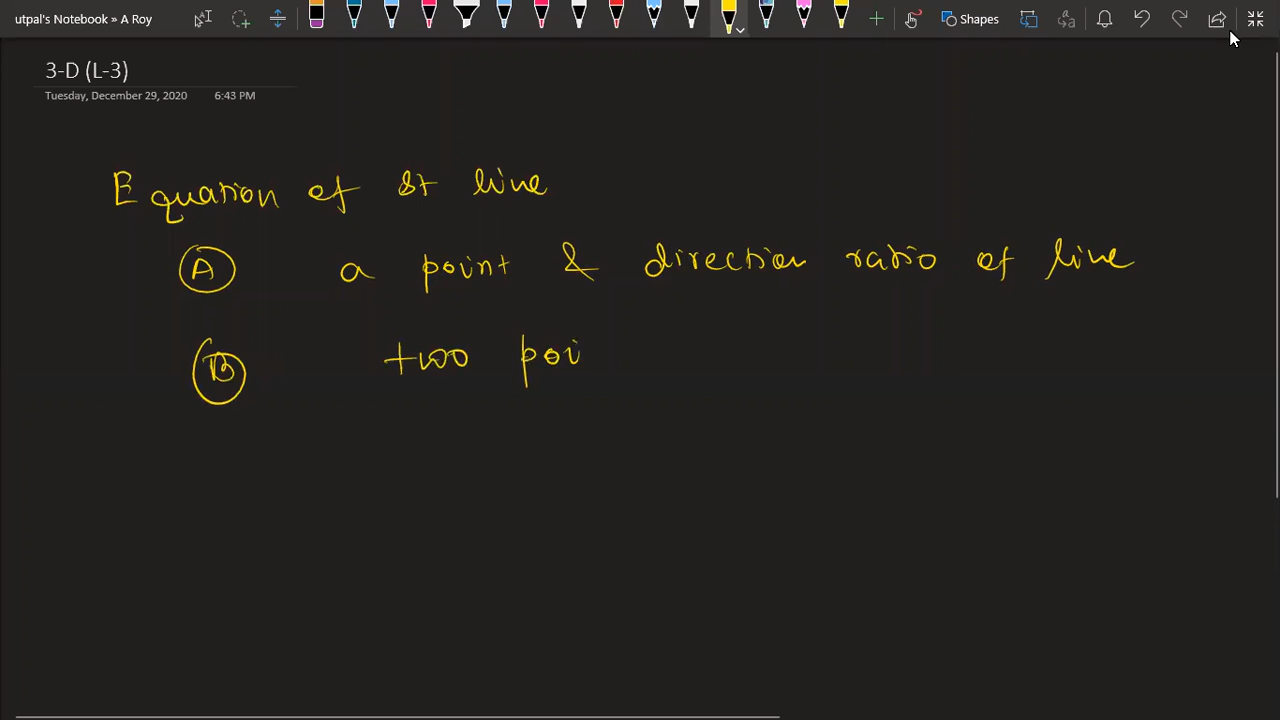 utpal's Notebook » A Roy
Shapes
3-D (L-3)
Tuesday, December 29, 2020 6:43 PM
Equation of st line
A a point & direction ratio of line
B two poi